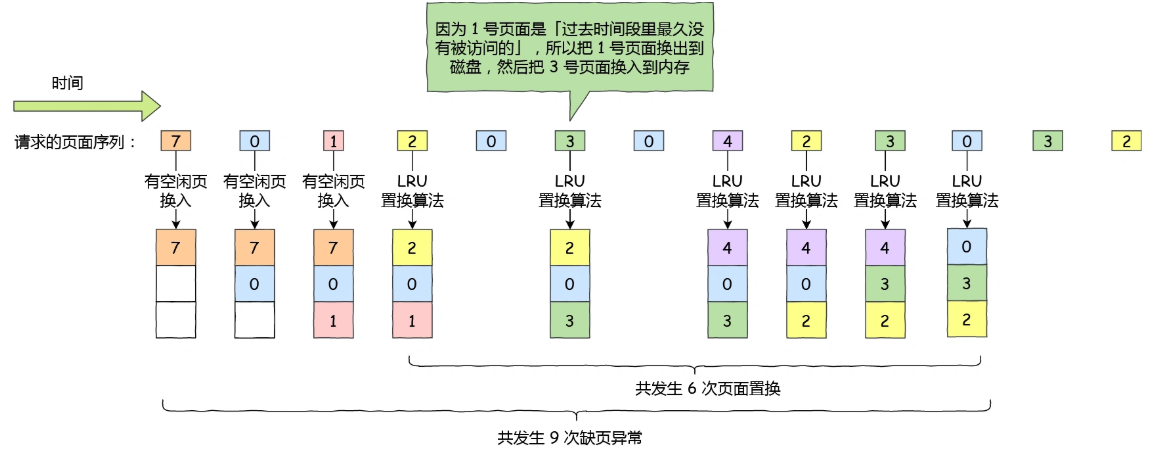 因为 1 号页面是「过去时间段里最久没
有被访问的」，所以把 1 号页面换出到
磁盘，然后把 3 号页面换入到内存
时间
请求的页面序列： 7 0 1 2 0 3 0 4 2 3 0 3 2
有空闲页 有空闲页 有空闲页 LRU LRU LRU LRU LRU LRU
换入 换入 换入 置换算法 置换算法 置换算法 置换算法 置换算法 置换算法
7 7 7 2 2 4 4 4 0
0 0 0 0 0 0 3 3
1 1 3 3 2 2 2
共发生 6 次页面置换
共发生 9 次缺页异常